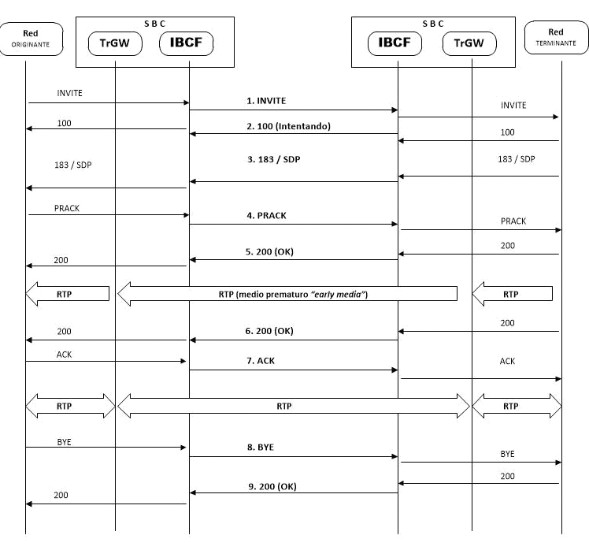 S B C
S B C
Red
ORIGINANTE
TrGW
IBCF
IBCF
TrGW
Red
TERMINANTE
INVITE
1. INVITE
INVITE
100
2. 100 (Intentando)
100
183 / SDP
3. 183 / SDP
183 / SDP
PRACK
4. PRACK
PRACK
200
5. 200 (OK)
200
RTP
RTP (medio prematuro "early media")
RTP
200
6. 200 (OK)
200
ACK
7. ACK
ACK
RTP
RTP
RTP
BYE
8. BYE
BYE
200
9. 200 (OK)
200